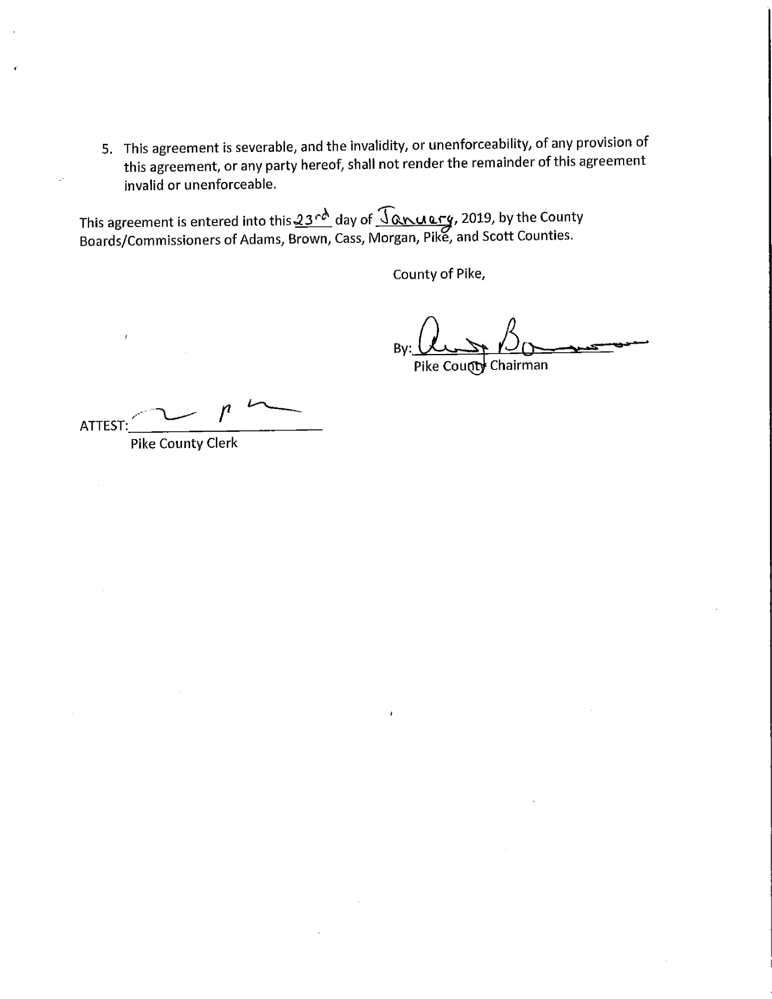 5. This agreement is severable, and the invalidity, or unenforceability, of any provision of
this agreement, or any party hereof, shall not render the remainder of this agreement
invalid or unenforceable.
This agreement is entered into this 23rd day of January, 2019, by the County
Boards/Commissioners of Adams, Brown, Cass, Morgan, Pike, and Scott Counties.
County of Pike,
By:
Pike County Chairman
ATTEST:
Pike County Clerk